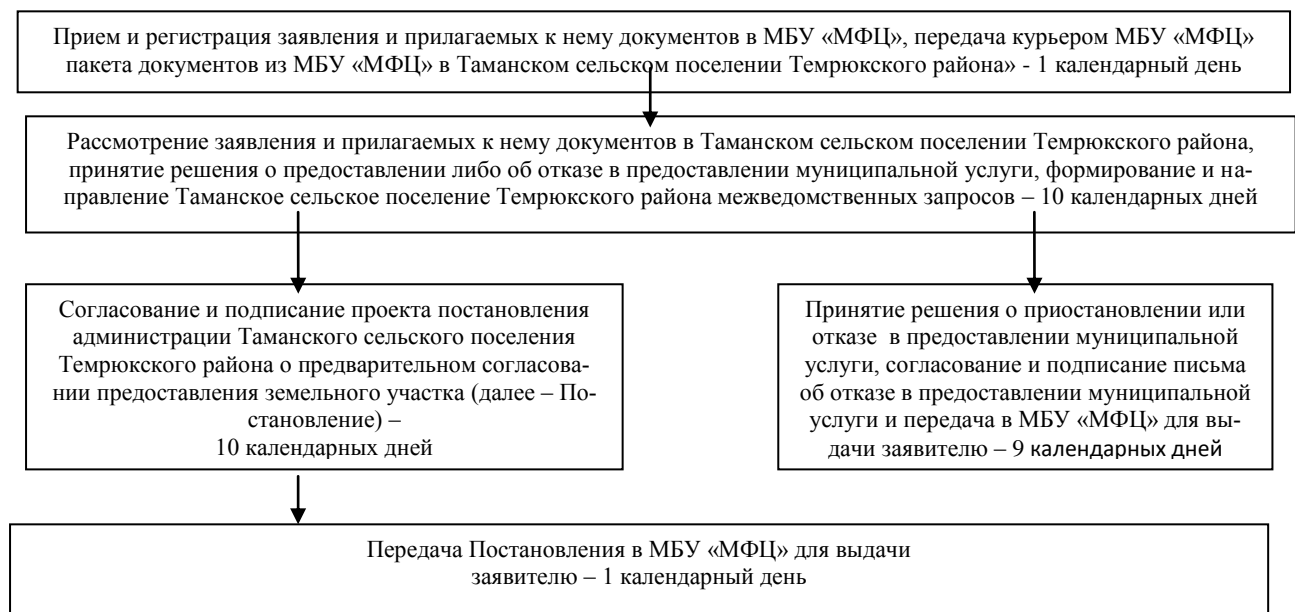 Прием и регистрация заявления и прилагаемых к нему документов в МБУ «МФЦ», передача курьером МБУ «МФЦ»
пакета документов из МБУ «МФЦ» в Таманском сельском поселении Темрюкского района» - 1 календарный день
Рассмотрение заявления и прилагаемых к нему документов в Таманском сельском поселении Темрюкского района,
принятие решения о предоставлении либо об отказе в предоставлении муниципальной услуги, формирование и на-
правление Таманское сельское поселение Темрюкского района межведомственных запросов – 10 календарных дней
Согласование и подписание проекта постановления
администрации Таманского сельского поселения
Темрюкского района о предварительном согласова-
нии предоставления земельного участка (далее – По-
становление) –
10 календарных дней
Принятие решения о приостановлении или
отказе в предоставлении муниципальной
услуги, согласование и подписание письма
об отказе в предоставлении муниципальной
услуги и передача в МБУ «МФЦ» для вы-
дачи заявителю – 9 календарных дней
Передача Постановления в МБУ «МФЦ» для выдачи
заявителю – 1 календарный день